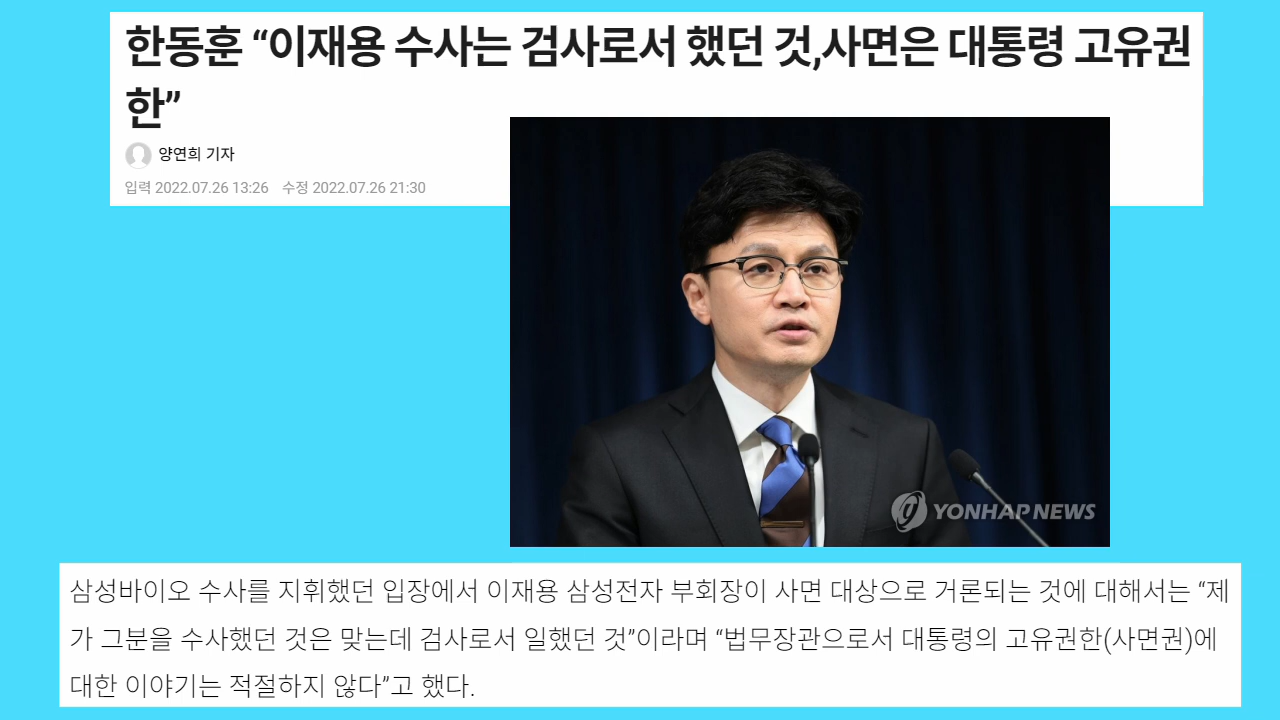 한동훈 “이재용 수사는 검사로서 했던 것,사면은 대통령 고유권
한”
양연희 기자
입력 2022.07.26 13:26 수정 2022.07.26 21:30
YONHAP NEWS
삼성바이오 수사를 지휘했던 입장에서 이재용 삼성전자 부회장이 사면 대상으로 거론되는 것에 대해서는 “제
가 그분을 수사했던 것은 맞는데 검사로서 일했던 것”이라며 “법무장관으로서 대통령의 고유권한(사면권)에
대한 이야기는 적절하지 않다”고 했다.